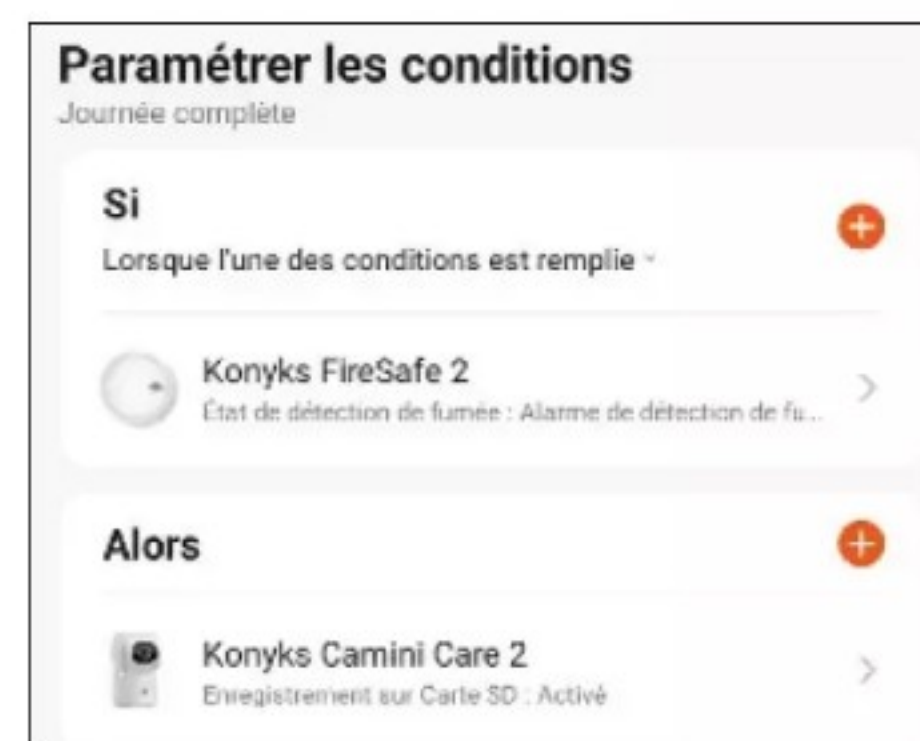 Paramétrer les conditions
Journée complète
Si
Lorsque l'une des conditions est remplie
Konyks FireSafe 2
État de détection de fumée : Alarme de détection de fu...
Alors
Konyks Camini Care 2
Enregistrement sur Carte SD : Activé